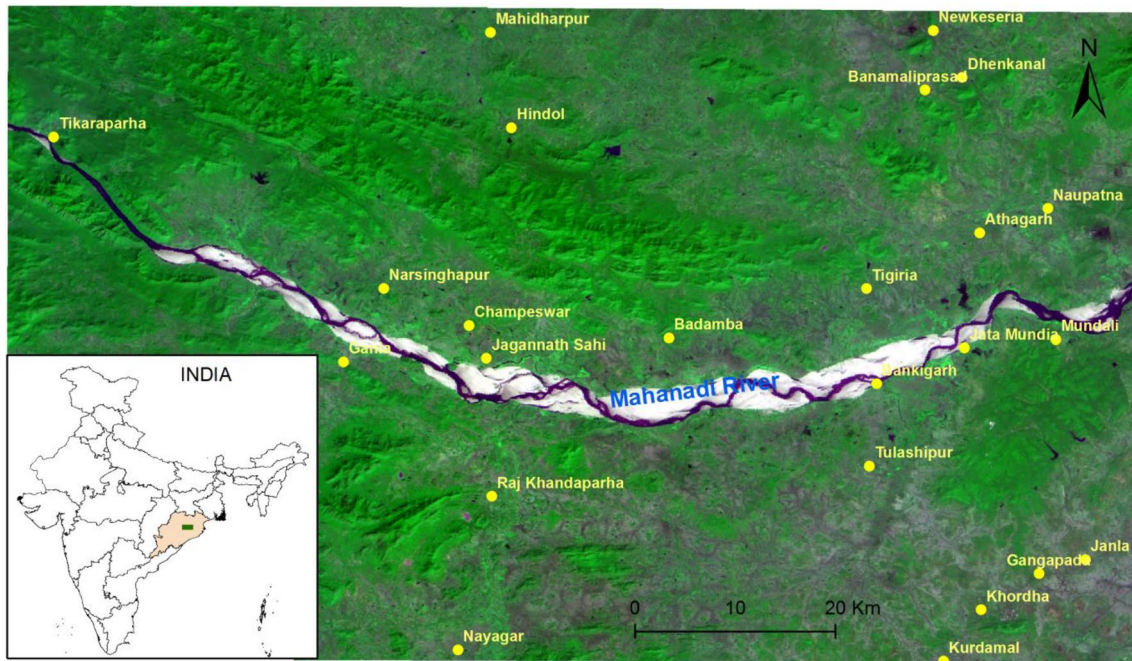 Mahidharpur
Newkeseria
N
Dhenkanal
Banamaliprasad
Hindol
Tikaraparha
Naupatna
Athagarh
Narsinghapur
Tigiria
Champeswar
Badamba
Mundali
Jata Mundia
Jagannath Sahi
Gania
Bankigarh
Mahanadi River
INDIA
Tulashipur
Raj Khandaparha
Janla
Gangapada
Khordha
0 10 20 Km
Nayagar
Kurdamal